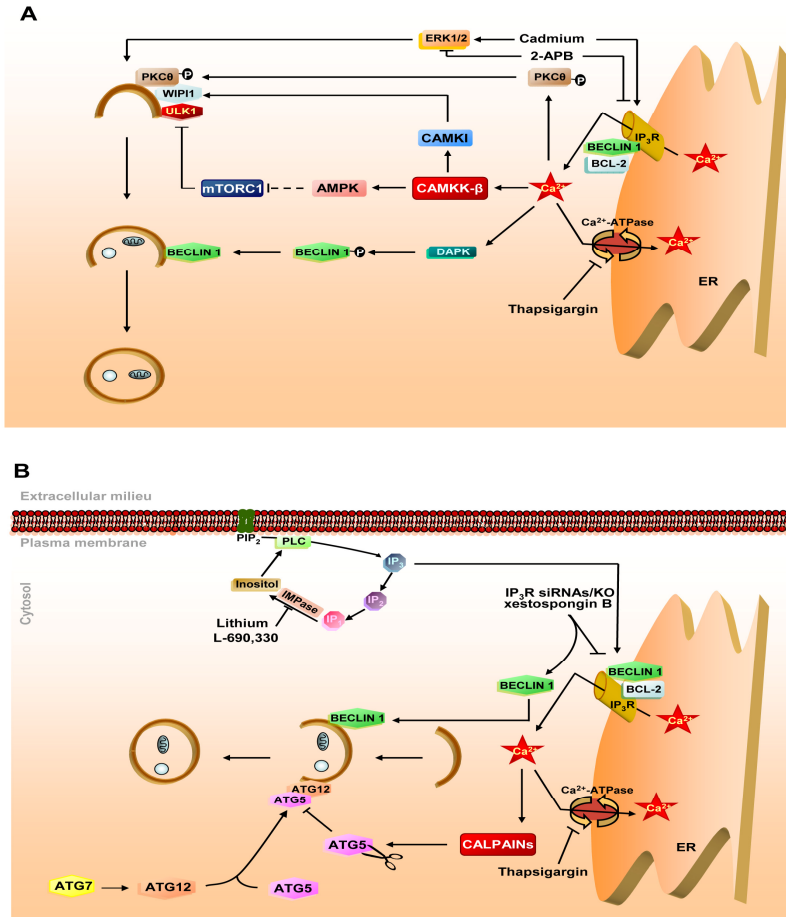 A
ERK1/2
Cadmium
2-APB
PKCθ
P
PKCθ
P
WIPI1
ULK1
CAMKI
IP3R
BECLIN 1
BCL-2
Ca2+
mTORC1
AMPK
CAMKK-β
Ca2+
Ca2+-ATPase
Ca2+
BECLIN 1
BECLIN 1
P
DAPK
ER
Thapsigargin
B
Extracellular milieu
Plasma membrane
PIP2
PLC
IP3
Cytosol
Inositol
IMPase
IP2
IP1
IP3R siRNAs/KO
xestospongin B
Lithium
L-690,330
BECLIN 1
BECLIN 1
BCL-2
IP3R
BECLIN 1
Ca2+
Ca2+
ATG12
ATG5
Ca2+-ATPase
Ca2+
ATG5
CALPAINs
ER
Thapsigargin
ATG7
ATG12
ATG5